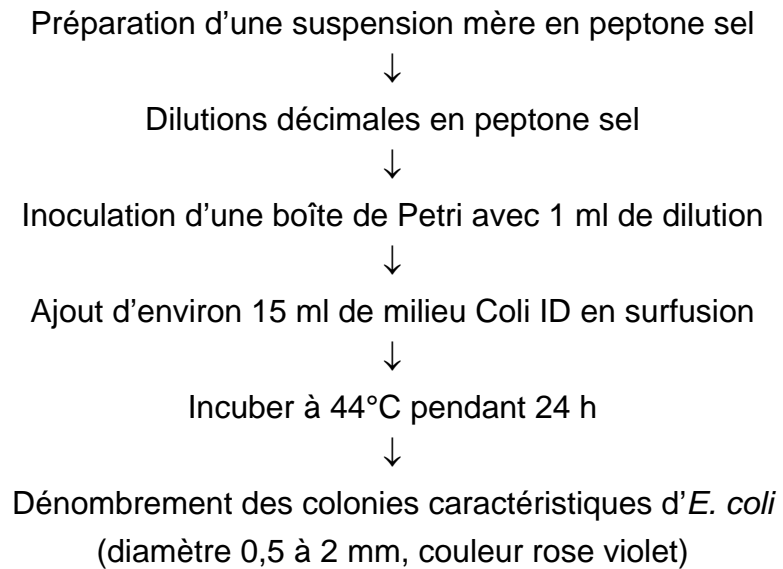 Préparation d’une suspension mère en peptone sel
↓
Dilutions décimales en peptone sel
↓
Inoculation d’une boîte de Petri avec 1 ml de dilution
↓
Ajout d’environ 15 ml de milieu Coli ID en surfusion
↓
Incuber à 44°C pendant 24 h
↓
Dénombrement des colonies caractéristiques d’E. coli
(diamètre 0,5 à 2 mm, couleur rose violet)